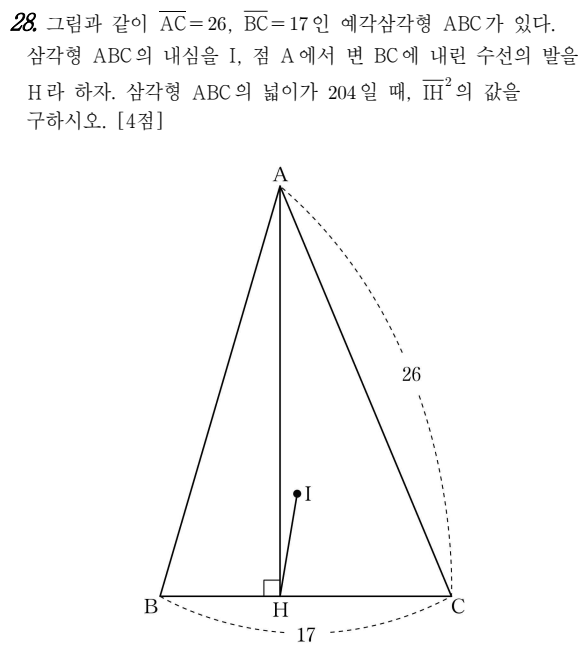 28. 그림과 같이 AC=26, BC=17인 예각삼각형 ABC가 있다.
삼각형 ABC의 내심을 I, 점 A에서 변 BC에 내린 수선의 발을
H라 하자. 삼각형 ABC의 넓이가 204일 때, IH²의 값을
구하시오. [4점]
A
26
I
B
H
C
17